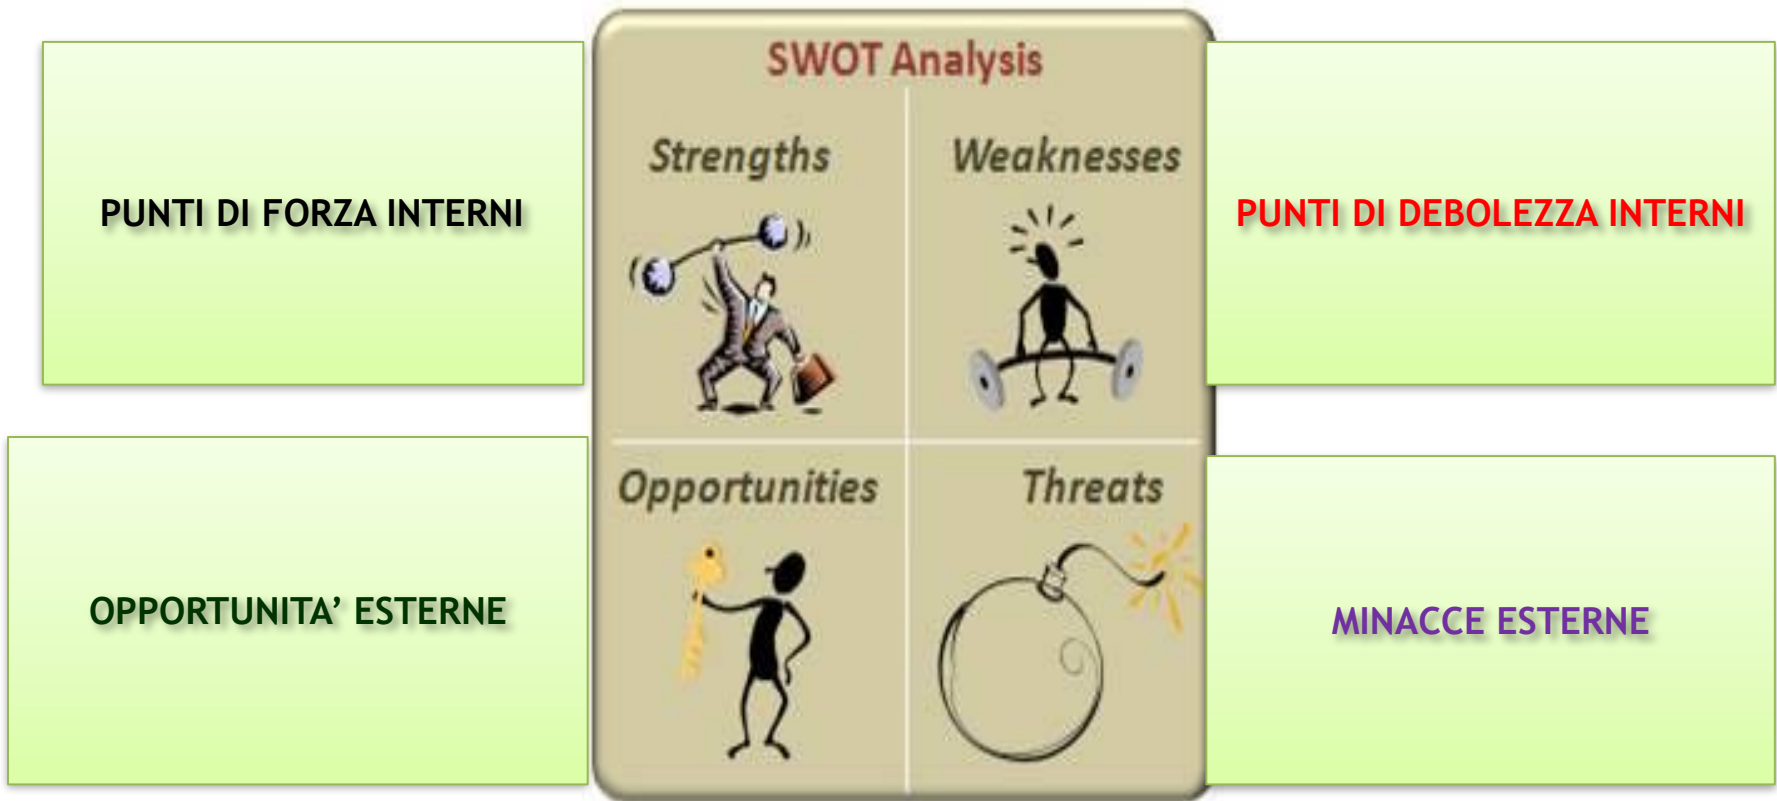 SWOT Analysis
Strengths
Weaknesses
PUNTI DI FORZA INTERNI
PUNTI DI DEBOLEZZA INTERNI
Opportunities
Threats
OPPORTUNITA’ ESTERNE
MINACCE ESTERNE